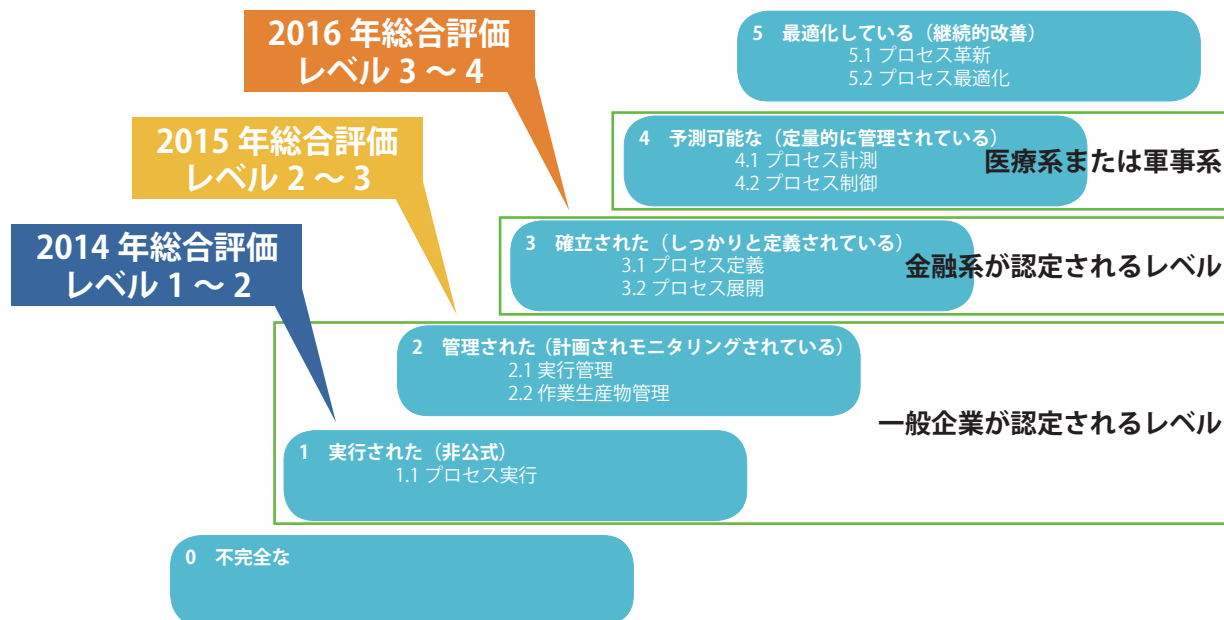 2016 年総合評価
レベル 3 ～ 4
2015 年総合評価
レベル 2 ～ 3
2014 年総合評価
レベル 1 ～ 2
5 最適化している（継続的改善）
5.1 プロセス革新
5.2 プロセス最適化
4 予測可能な（定量的に管理されている）
4.1 プロセス計測
4.2 プロセス制御
医療系または軍事系
3 確立された（しっかりと定義されている）
3.1 プロセス定義
3.2 プロセス展開
金融系が認定されるレベル
2 管理された（計画されモニタリングされている）
2.1 実行管理
2.2 作業生産物管理
一般企業が認定されるレベル
1 実行された（非公式）
1.1 プロセス実行
0 不完全な